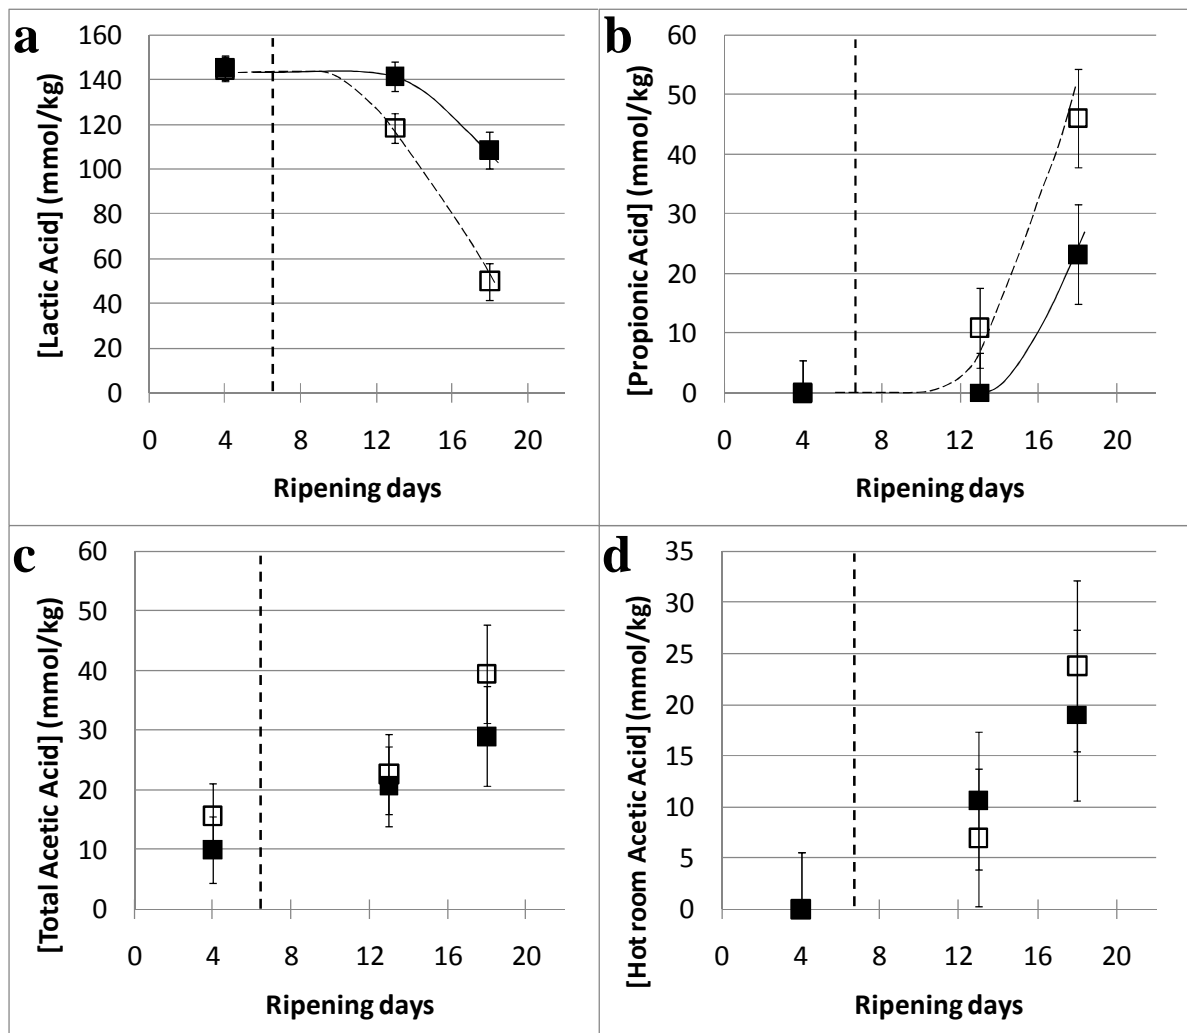 a
[Lactic Acid] (mmol/kg)
160
140
120
100
80
60
40
20
0
0 4 8 12 16 20
Ripening days
b
[Propionic Acid] (mmol/kg)
60
50
40
30
20
10
0
0 4 8 12 16 20
Ripening days
c
[Total Acetic Acid] (mmol/kg)
60
50
40
30
20
10
0
0 4 8 12 16 20
Ripening days
d
[Hot room Acetic Acid] (mmol/kg)
35
30
25
20
15
10
5
0
0 4 8 12 16 20
Ripening days